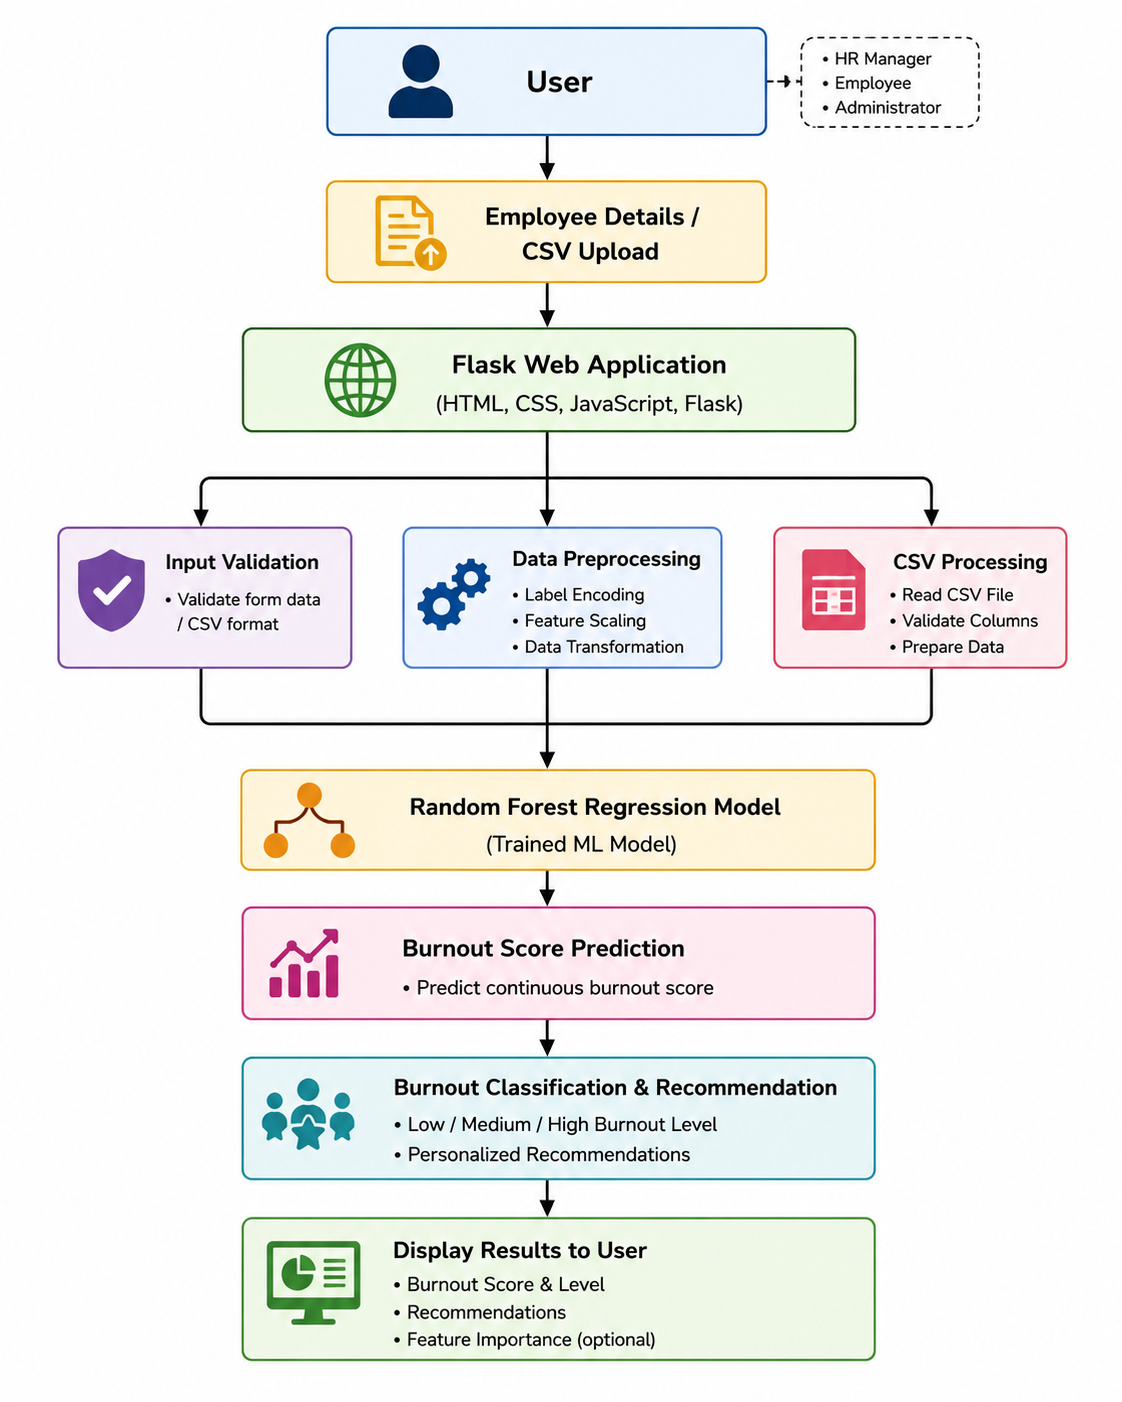 User
• HR Manager
• Employee
• Administrator
Employee Details /
CSV Upload
Flask Web Application
(HTML, CSS, JavaScript, Flask)
Input Validation
• Validate form data
/ CSV format
Data Preprocessing
• Label Encoding
• Feature Scaling
• Data Transformation
CSV Processing
• Read CSV File
• Validate Columns
• Prepare Data
Random Forest Regression Model
(Trained ML Model)
Burnout Score Prediction
• Predict continuous burnout score
Burnout Classification & Recommendation
• Low / Medium / High Burnout Level
• Personalized Recommendations
Display Results to User
• Burnout Score & Level
• Recommendations
• Feature Importance (optional)